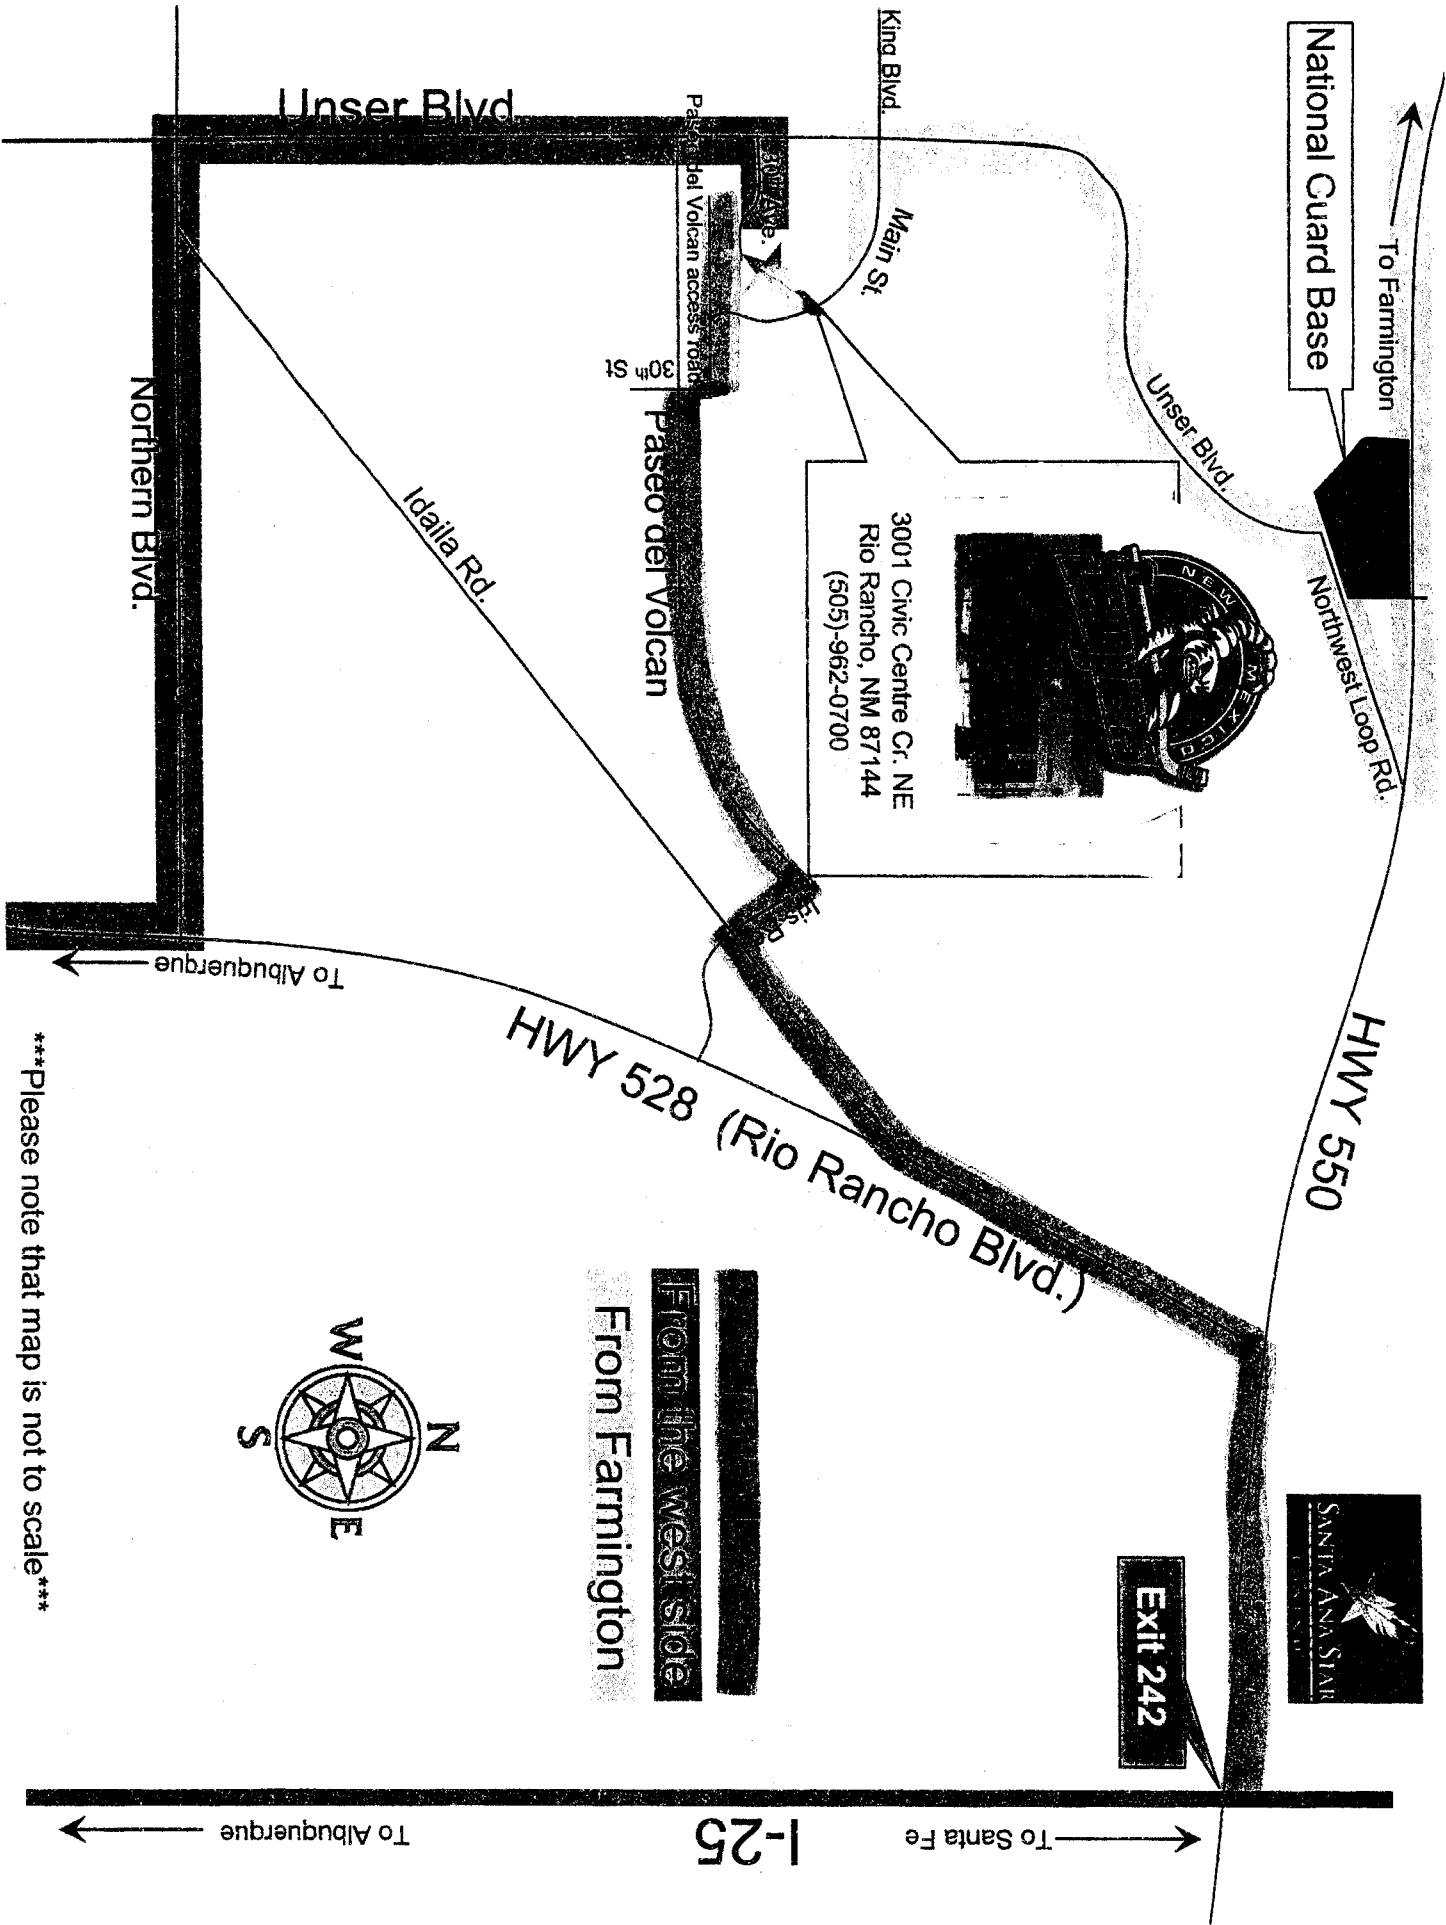 To Farmington
National Guard Base
Northwest Loop Rd.
HWY 550
SANTA ANA STAR
Unser Blvd.
Exit 242
NEW MEXICO
3001 Civic Centre Cr. NE
Rio Rancho, NM 87144
(505)-962-0700
King Blvd.
Main St.
30th Ave.
Paseo del Volcan access road
30th St
Paseo del Volcan
Iris
HWY 528 (Rio Rancho Blvd.)
Unser Blvd
Idaila Rd.
Northern Blvd.
To Albuquerque
From the west side
From Farmington
N
W
E
S
To Santa Fe
I-25
To Albuquerque
***Please note that map is not to scale***